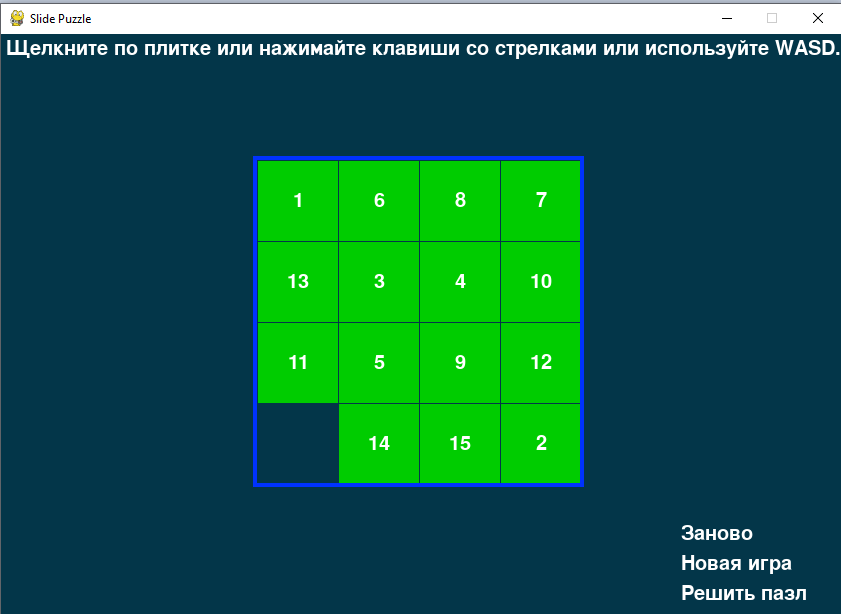 Slide Puzzle
Щелкните по плитке или нажимайте клавиши со стрелками или используйте WASD.
1 6 8 7
13 3 4 10
11 5 9 12
14 15 2
Заново
Новая игра
Решить пазл